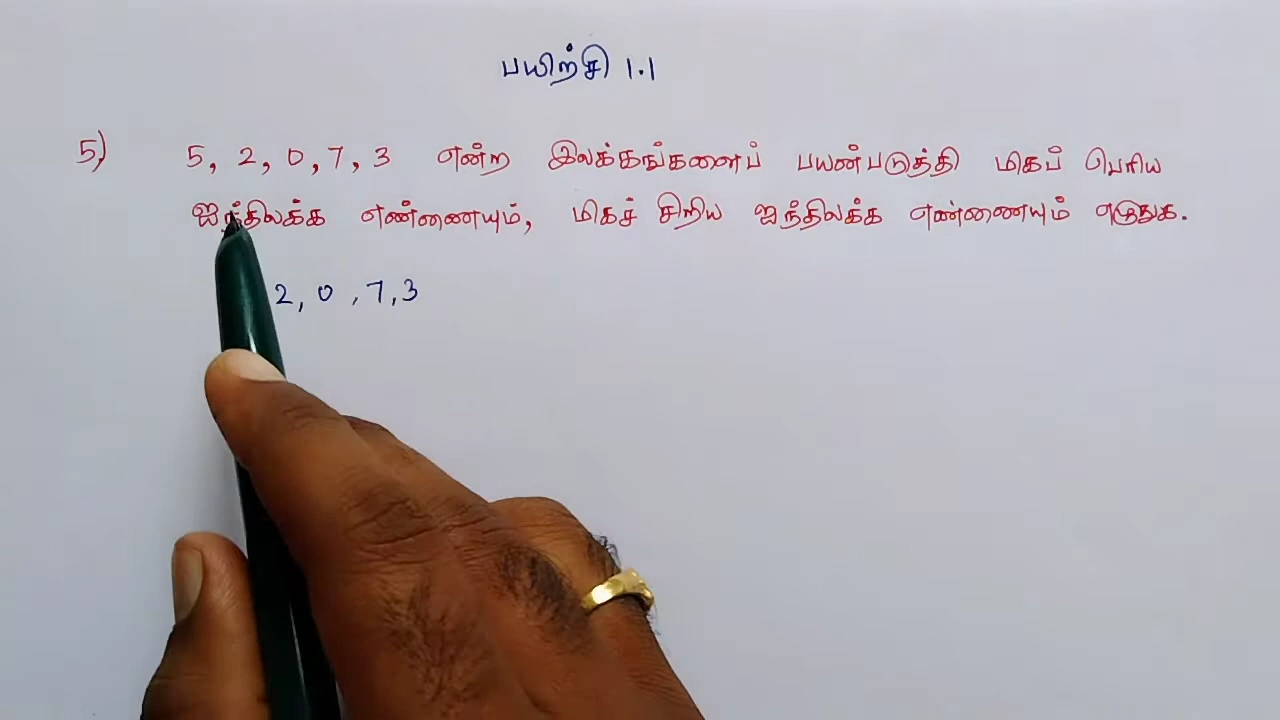 பயிற்சி 1.1
5) 5, 2, 0, 7, 3 என்ற இலக்கங்களைப் பயன்படுத்தி மிகப் பெரிய
ஐந்திலக்க எண்ணையும், மிகச் சிறிய ஐந்திலக்க எண்ணையும் எழுதுக.
2, 0 , 7, 3